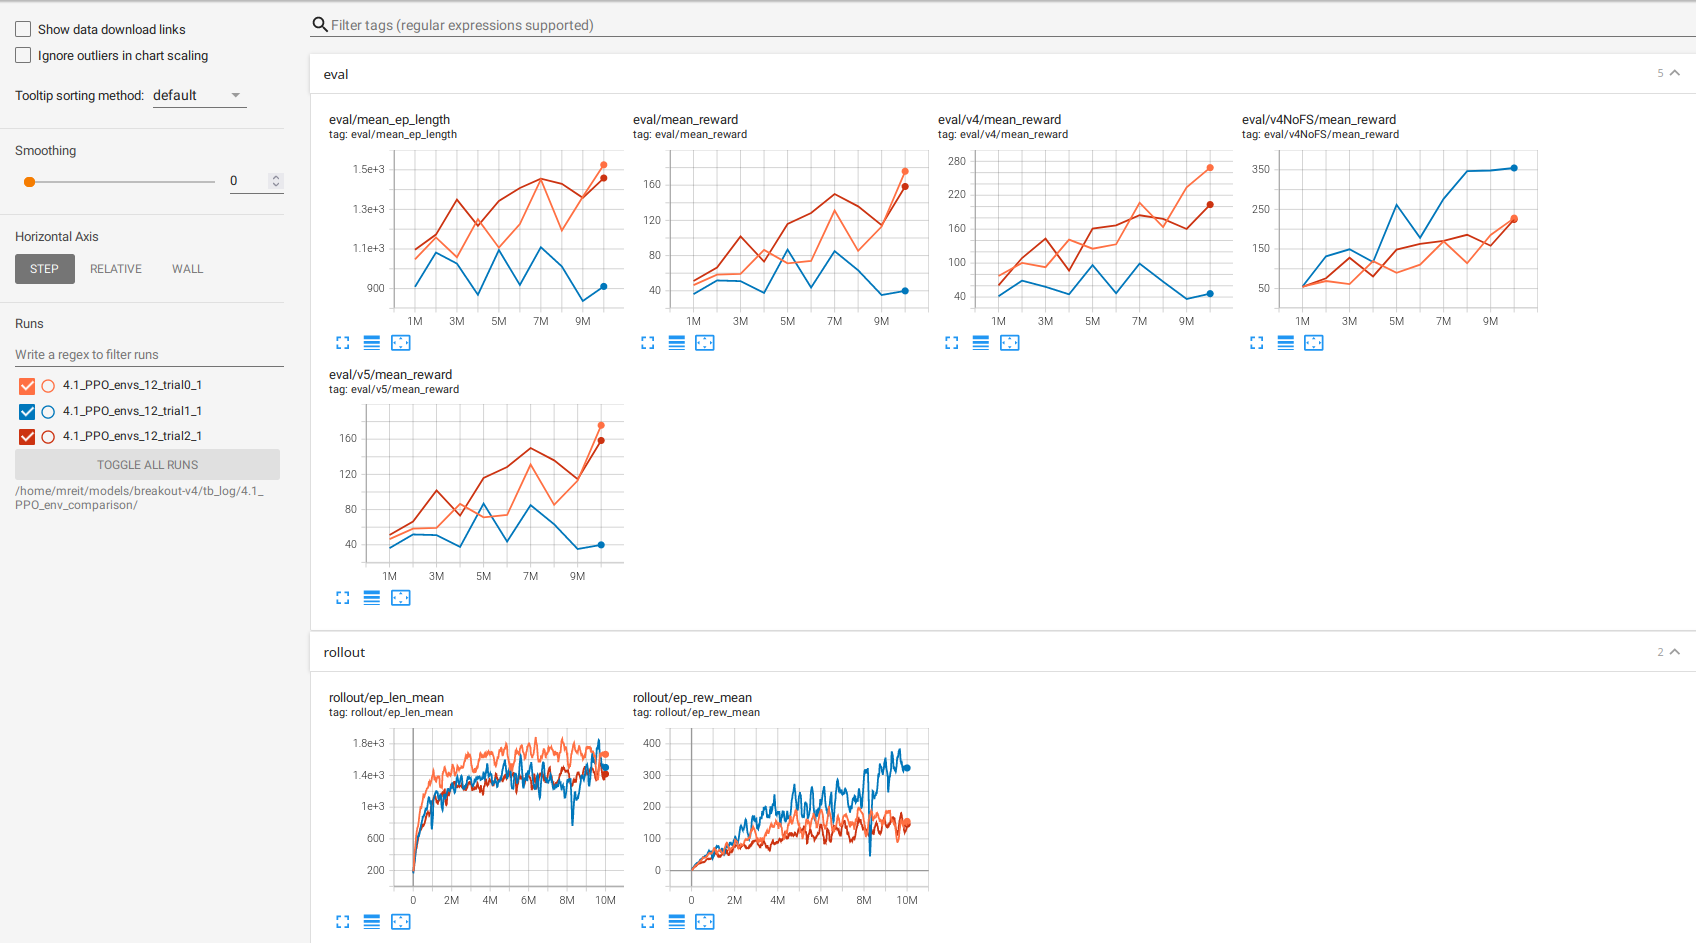 Show data download links
Ignore outliers in chart scaling
Tooltip sorting method: default
Smoothing
0
Horizontal Axis
STEP RELATIVE WALL
Runs
Write a regex to filter runs
4.1_PPO_envs_12_trial0_1
4.1_PPO_envs_12_trial1_1
4.1_PPO_envs_12_trial2_1
TOGGLE ALL RUNS
/home/mreit/models/breakout-v4/tb_log/4.1_
PPO_env_comparison/
Filter tags (regular expressions supported)
eval 5
eval/mean_ep_length
tag: eval/mean_ep_length
1.5e+3
1.3e+3
1.1e+3
900
1M 3M 5M 7M 9M
eval/mean_reward
tag: eval/mean_reward
160
120
80
40
1M 3M 5M 7M 9M
eval/v4/mean_reward
tag: eval/v4/mean_reward
280
220
160
100
40
1M 3M 5M 7M 9M
eval/v4NoFS/mean_reward
tag: eval/v4NoFS/mean_reward
350
250
150
50
1M 3M 5M 7M 9M
eval/v5/mean_reward
tag: eval/v5/mean_reward
160
120
80
40
1M 3M 5M 7M 9M
rollout 2
rollout/ep_len_mean
tag: rollout/ep_len_mean
1.8e+3
1.4e+3
1e+3
600
200
0 2M 4M 6M 8M 10M
rollout/ep_rew_mean
tag: rollout/ep_rew_mean
400
300
200
100
0
0 2M 4M 6M 8M 10M